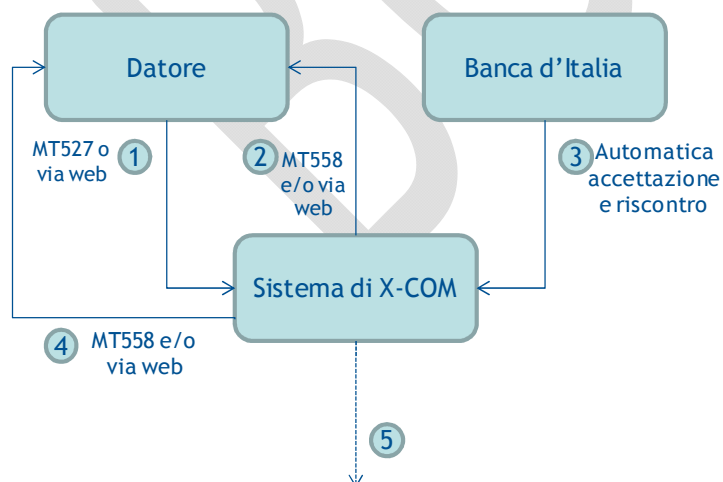 Datore
Banca d'Italia
MT527 o
via web
1
2
MT558
e/o via
web
3
Automatica
accettazione
e riscontro
Sistema di X-COM
4
MT558 e/o
via web
5